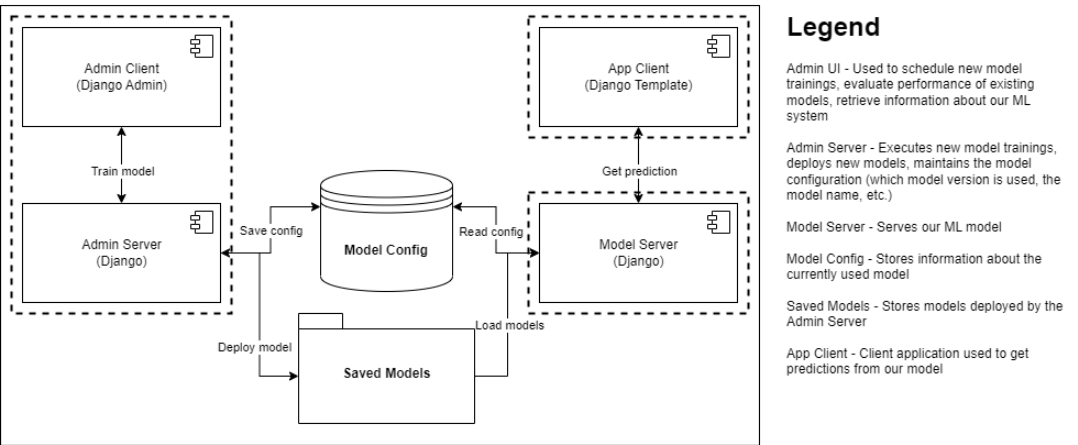 Admin Client
(Django Admin)
App Client
(Django Template)
Train model
Get prediction
Admin Server
(Django)
Save config
Model Config
Read config
Model Server
(Django)
Deploy model
Load models
Saved Models
Legend
Admin UI - Used to schedule new model
trainings, evaluate performance of existing
models, retrieve information about our ML
system
Admin Server - Executes new model trainings,
deploys new models, maintains the model
configuration (which model version is used, the
model name, etc.)
Model Server - Serves our ML model
Model Config - Stores information about the
currently used model
Saved Models - Stores models deployed by the
Admin Server
App Client - Client application used to get
predictions from our model